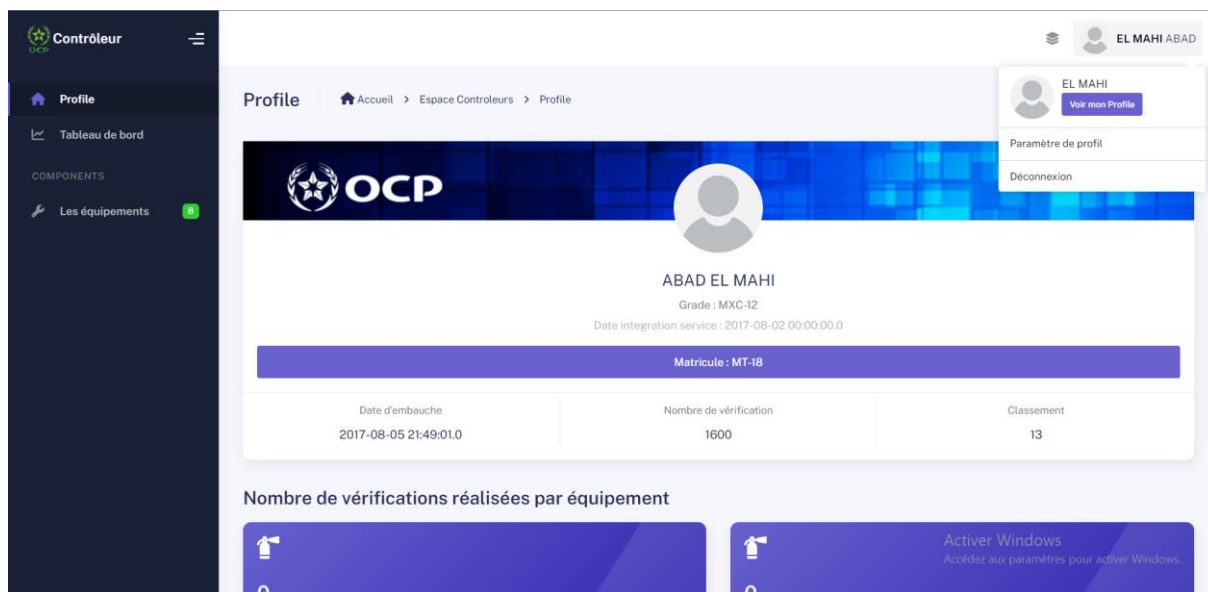 OCP
Contrôleur
EL MAHI ABAD
Profile
Tableau de bord
COMPONENTS
Les équipements 8
Profile Accueil > Espace Controleurs > Profile
EL MAHI
Voir mon Profile
Paramètre de profil
Déconnexion
OCP
ABAD EL MAHI
Grade : MXC-12
Date integration service : 2017-08-02 00:00:00.0
Matricule : MT-18
Date d'embauche
2017-08-05 21:49:01.0
Nombre de vérification
1600
Classement
13
Nombre de vérifications réalisées par équipement
Activer Windows
Accédez aux paramètres pour activer Windows.